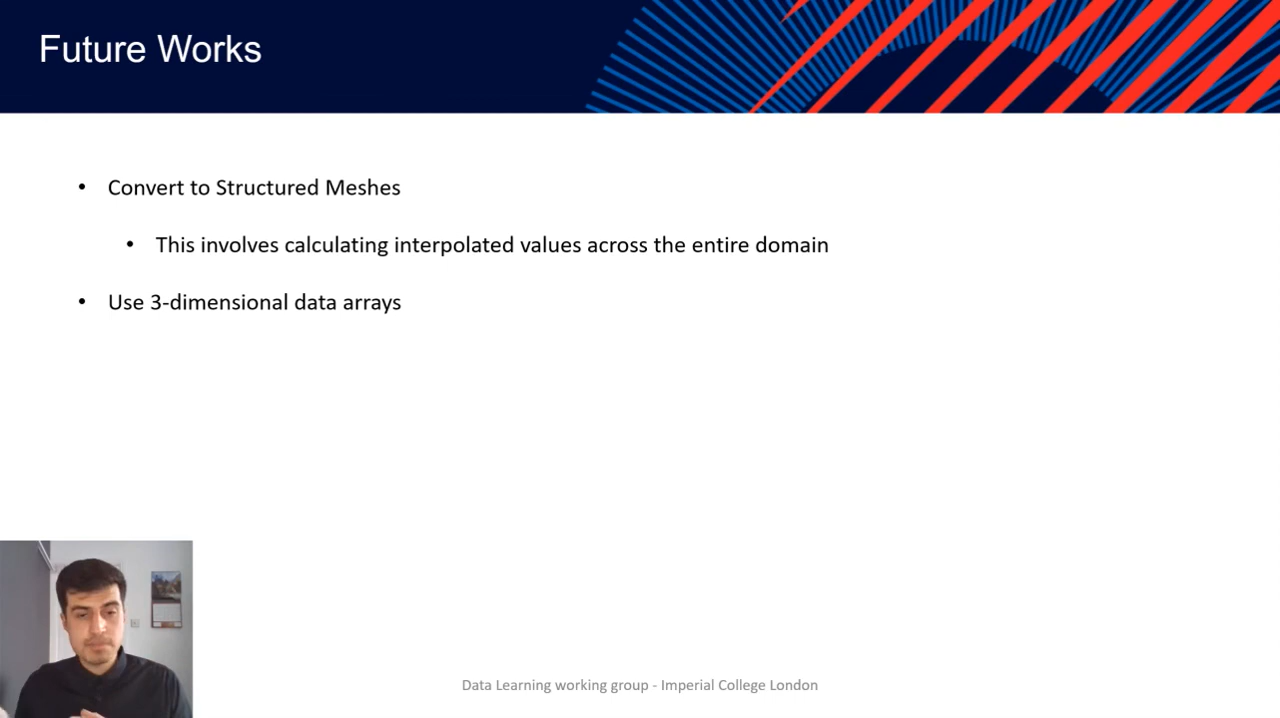 Future Works
• Convert to Structured Meshes
• This involves calculating interpolated values across the entire domain
• Use 3-dimensional data arrays
Data Learning working group - Imperial College London